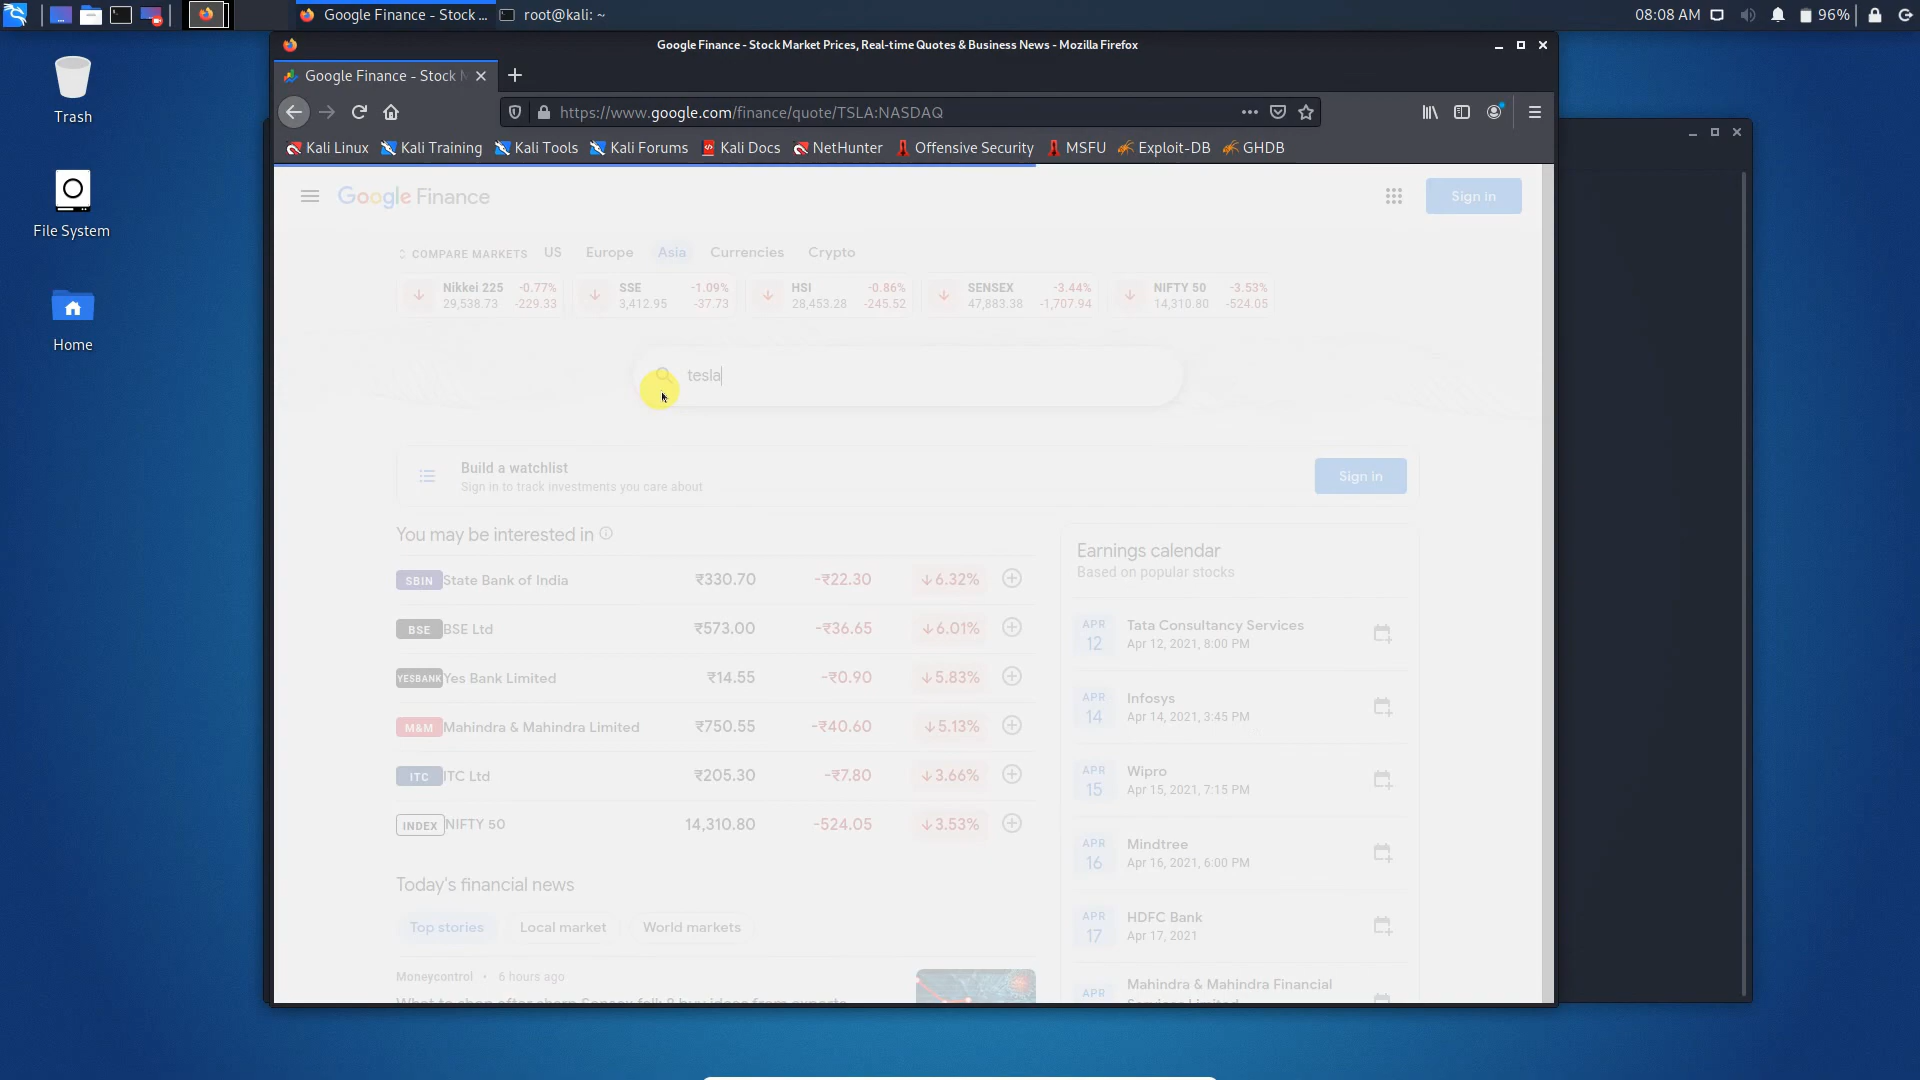 Google Finance - Stock ...
root@kali: ~
08:08 AM
96%
Trash
File System
Home
Google Finance - Stock Market Prices, Real-time Quotes & Business News - Mozilla Firefox
Google Finance - Stock M
https://www.google.com/finance/quote/TSLA:NASDAQ
Kali Linux
Kali Training
Kali Tools
Kali Forums
Kali Docs
NetHunter
Offensive Security
MSFU
Exploit-DB
GHDB
Google Finance
Sign in
COMPARE MARKETS
US
Europe
Asia
Currencies
Crypto
Nikkei 225 -0.77%
29,538.73 -229.33
SSE -1.09%
3,412.95 -37.73
HSI -0.86%
28,453.28 -245.52
SENSEX -3.44%
47,883.38 -1,707.94
NIFTY 50 -3.53%
14,310.80 -524.05
tesla
Build a watchlist
Sign in to track investments you care about
Sign in
You may be interested in
SBIN State Bank of India ₹330.70 -₹22.30 6.32%
BSE BSE Ltd ₹573.00 -₹36.65 6.01%
YESBANK Yes Bank Limited ₹14.55 -₹0.90 5.83%
M&M Mahindra & Mahindra Limited ₹750.55 -₹40.60 5.13%
ITC ITC Ltd ₹205.30 -₹7.80 3.66%
INDEX NIFTY 50 14,310.80 -524.05 3.53%
Today's financial news
Top stories
Local market
World markets
Moneycontrol • 6 hours ago
Earnings calendar
Based on popular stocks
APR
12
Tata Consultancy Services
Apr 12, 2021, 8:00 PM
APR
14
Infosys
Apr 14, 2021, 3:45 PM
APR
15
Wipro
Apr 15, 2021, 7:15 PM
APR
16
Mindtree
Apr 16, 2021, 6:00 PM
APR
17
HDFC Bank
Apr 17, 2021
APR
Mahindra & Mahindra Financial